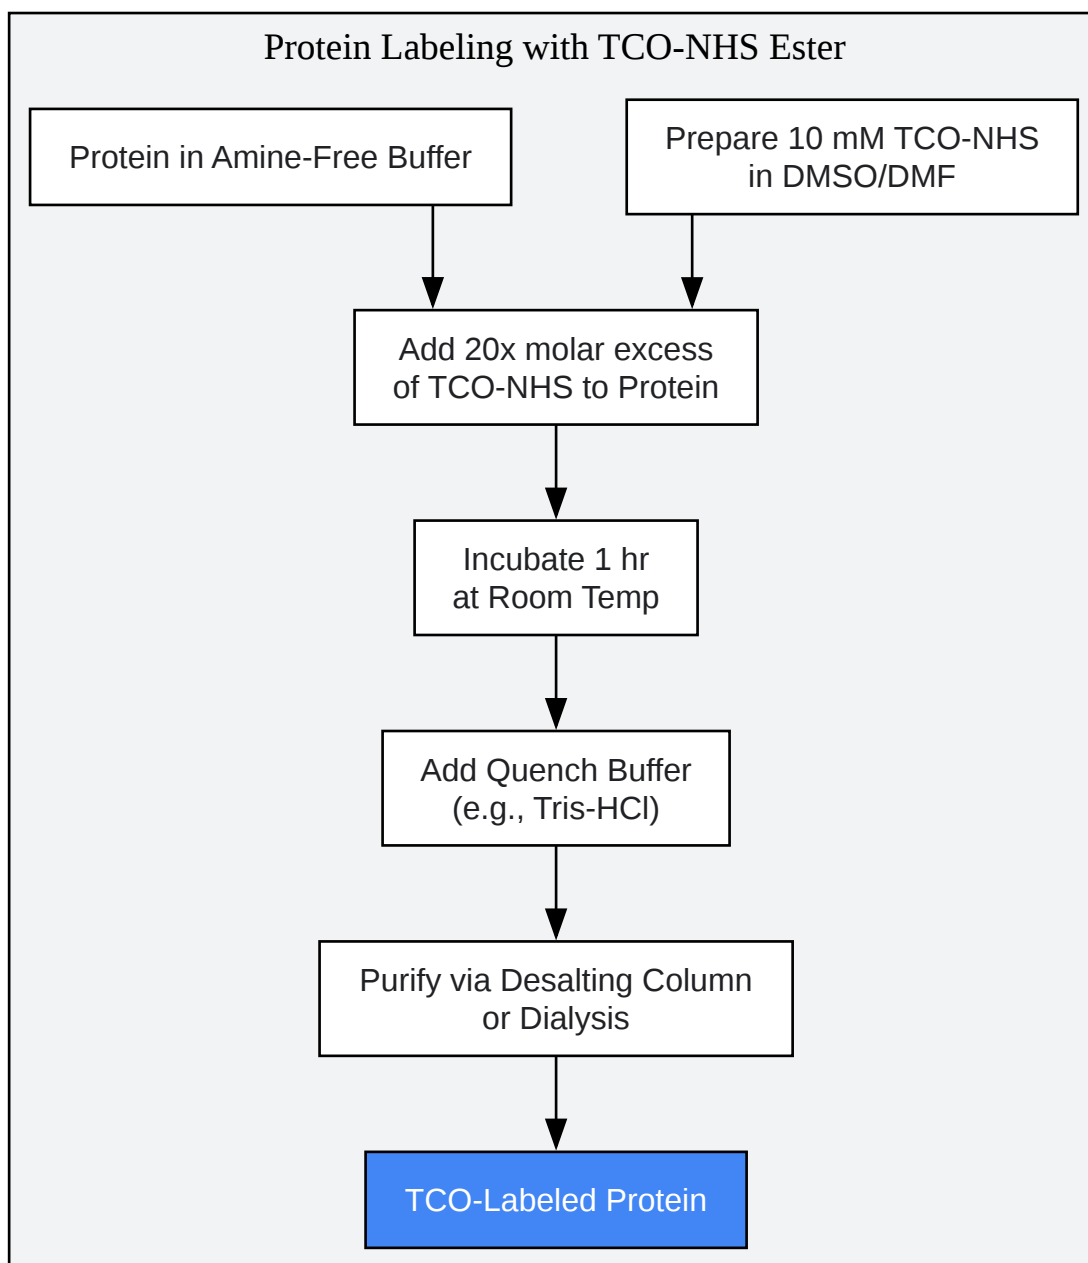 Protein Labeling with TCO-NHS Ester
Protein in Amine-Free Buffer
Prepare 10 mM TCO-NHS
in DMSO/DMF
Add 20x molar excess
of TCO-NHS to Protein
Incubate 1 hr
at Room Temp
Add Quench Buffer
(e.g., Tris-HCl)
Purify via Desalting Column
or Dialysis
TCO-Labeled Protein